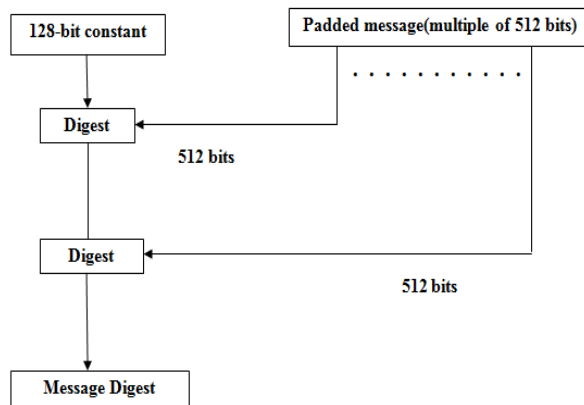 128-bit constant
Padded message(multiple of 512 bits)
Digest
512 bits
Digest
512 bits
Message Digest